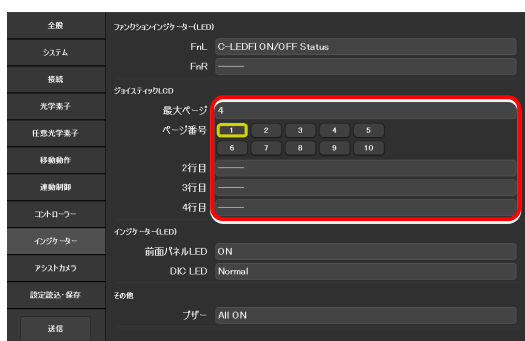 全般
システム
接続
光学素子
任意光学素子
移動動作
連動制御
コントローラー
インジケーター
アシストカメラ
設定読込・保存
送信
ファンクションインジケーター(LED)
FnL C-LEDFI ON/OFF Status
FnR ――
ジョイスティックLCD
最大ページ 4
ページ番号 1 2 3 4 5
6 7 8 9 10
2行目 ――
3行目 ――
4行目 ――
インジケーター(LED)
前面パネルLED ON
DIC LED Normal
その他
ブザー All ON